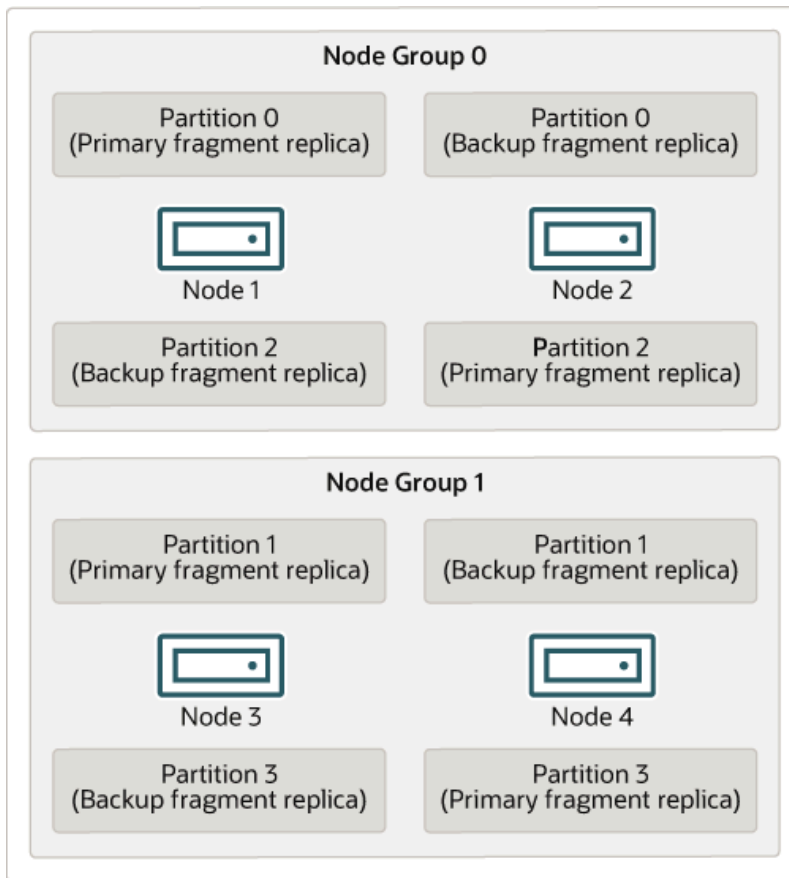 Node Group 0
Partition 0
(Primary fragment replica)
Partition 0
(Backup fragment replica)
Node 1
Node 2
Partition 2
(Backup fragment replica)
Partition 2
(Primary fragment replica)
Node Group 1
Partition 1
(Primary fragment replica)
Partition 1
(Backup fragment replica)
Node 3
Node 4
Partition 3
(Backup fragment replica)
Partition 3
(Primary fragment replica)